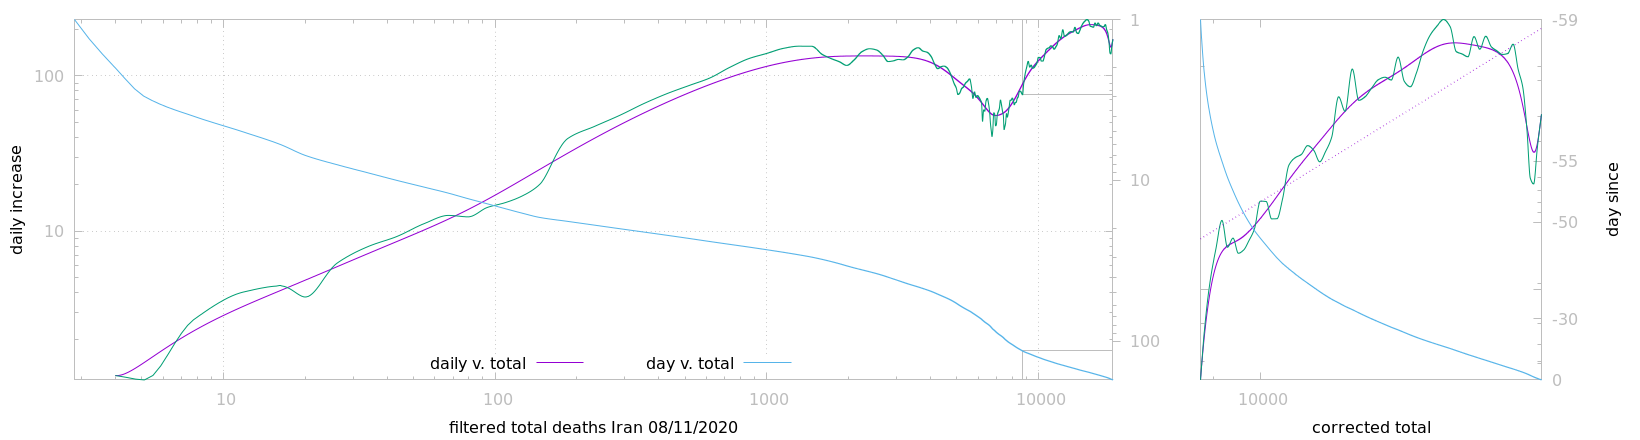 1
-59
100
daily increase
10
-55
-50
day since
10
-30
100
daily v. total
day v. total
0
10
100
1000
10000
10000
filtered total deaths Iran 08/11/2020
corrected total